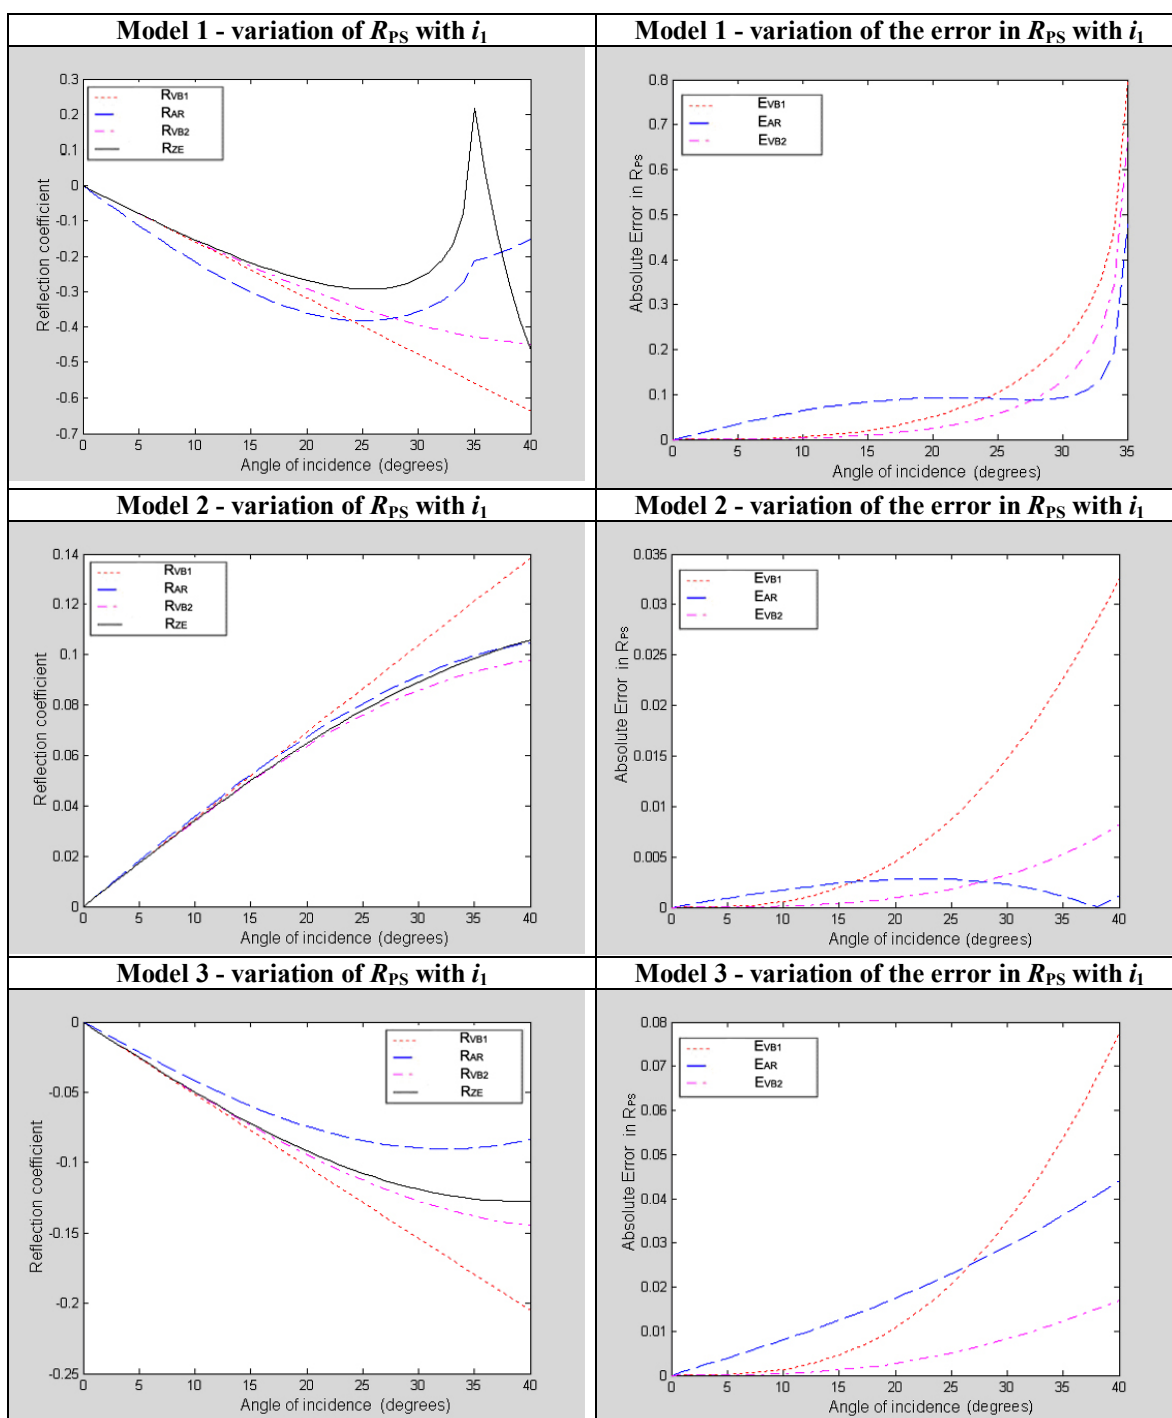 Model 1 - variation of RPS with i1
Model 1 - variation of the error in RPS with i1
0.3
0.2
0.1
0
-0.1
-0.2
-0.3
-0.4
-0.5
-0.6
-0.7
Reflection coefficient
RVB1
RAR
RVB2
RZE
0 5 10 15 20 25 30 35 40
Angle of incidence (degrees)
0.8
0.7
0.6
0.5
0.4
0.3
0.2
0.1
0
Absolute Error in RPS
EVB1
EAR
EVB2
0 5 10 15 20 25 30 35
Angle of incidence (degrees)
Model 2 - variation of RPS with i1
Model 2 - variation of the error in RPS with i1
0.14
0.12
0.1
0.08
0.06
0.04
0.02
0
Reflection coefficient
RVB1
RAR
RVB2
RZE
0 5 10 15 20 25 30 35 40
Angle of incidence (degrees)
0.035
0.03
0.025
0.02
0.015
0.01
0.005
0
Absolute Error in RPS
EVB1
EAR
EVB2
0 5 10 15 20 25 30 35 40
Angle of incidence (degrees)
Model 3 - variation of RPS with i1
Model 3 - variation of the error in RPS with i1
0
-0.05
-0.1
-0.15
-0.2
-0.25
Reflection coefficient
RVB1
RAR
RVB2
RZE
0 5 10 15 20 25 30 35 40
Angle of incidence (degrees)
0.08
0.07
0.06
0.05
0.04
0.03
0.02
0.01
0
Absolute Error in RPS
EVB1
EAR
EVB2
0 5 10 15 20 25 30 35 40
Angle of incidence (degrees)